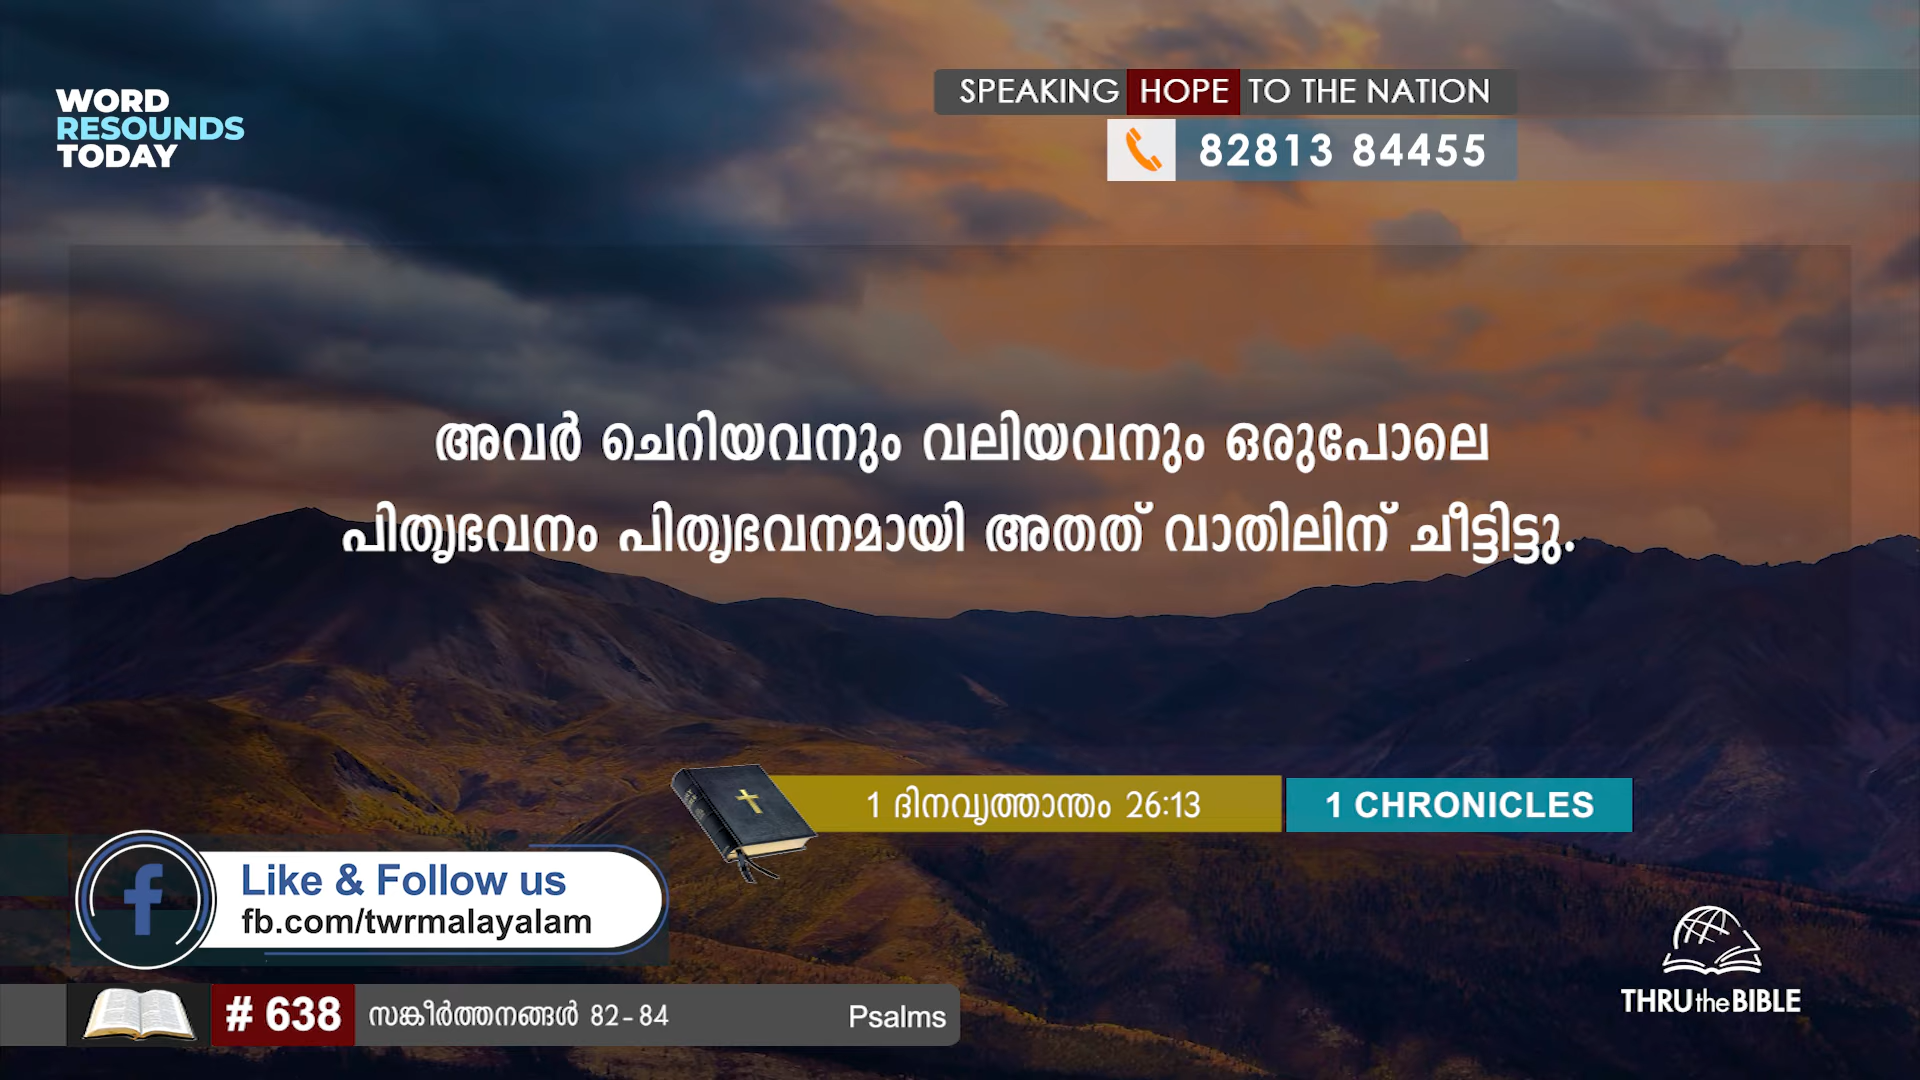 WORD
RESOUNDS
TODAY
SPEAKING HOPE TO THE NATION
82813 84455
അവർ ചെറിയവനും വലിയവനും ഒരുപോലെ
പിതൃഭവനം പിതൃഭവനമായി അതത് വാതിലിന് ചീട്ടിട്ടു.
1 ദിനവൃത്താന്തം 26:13
1 CHRONICLES
Like & Follow us
fb.com/twrmalayalam
# 638 സങ്കീർത്തനങ്ങൾ 82-84 Psalms
THRU the BIBLE